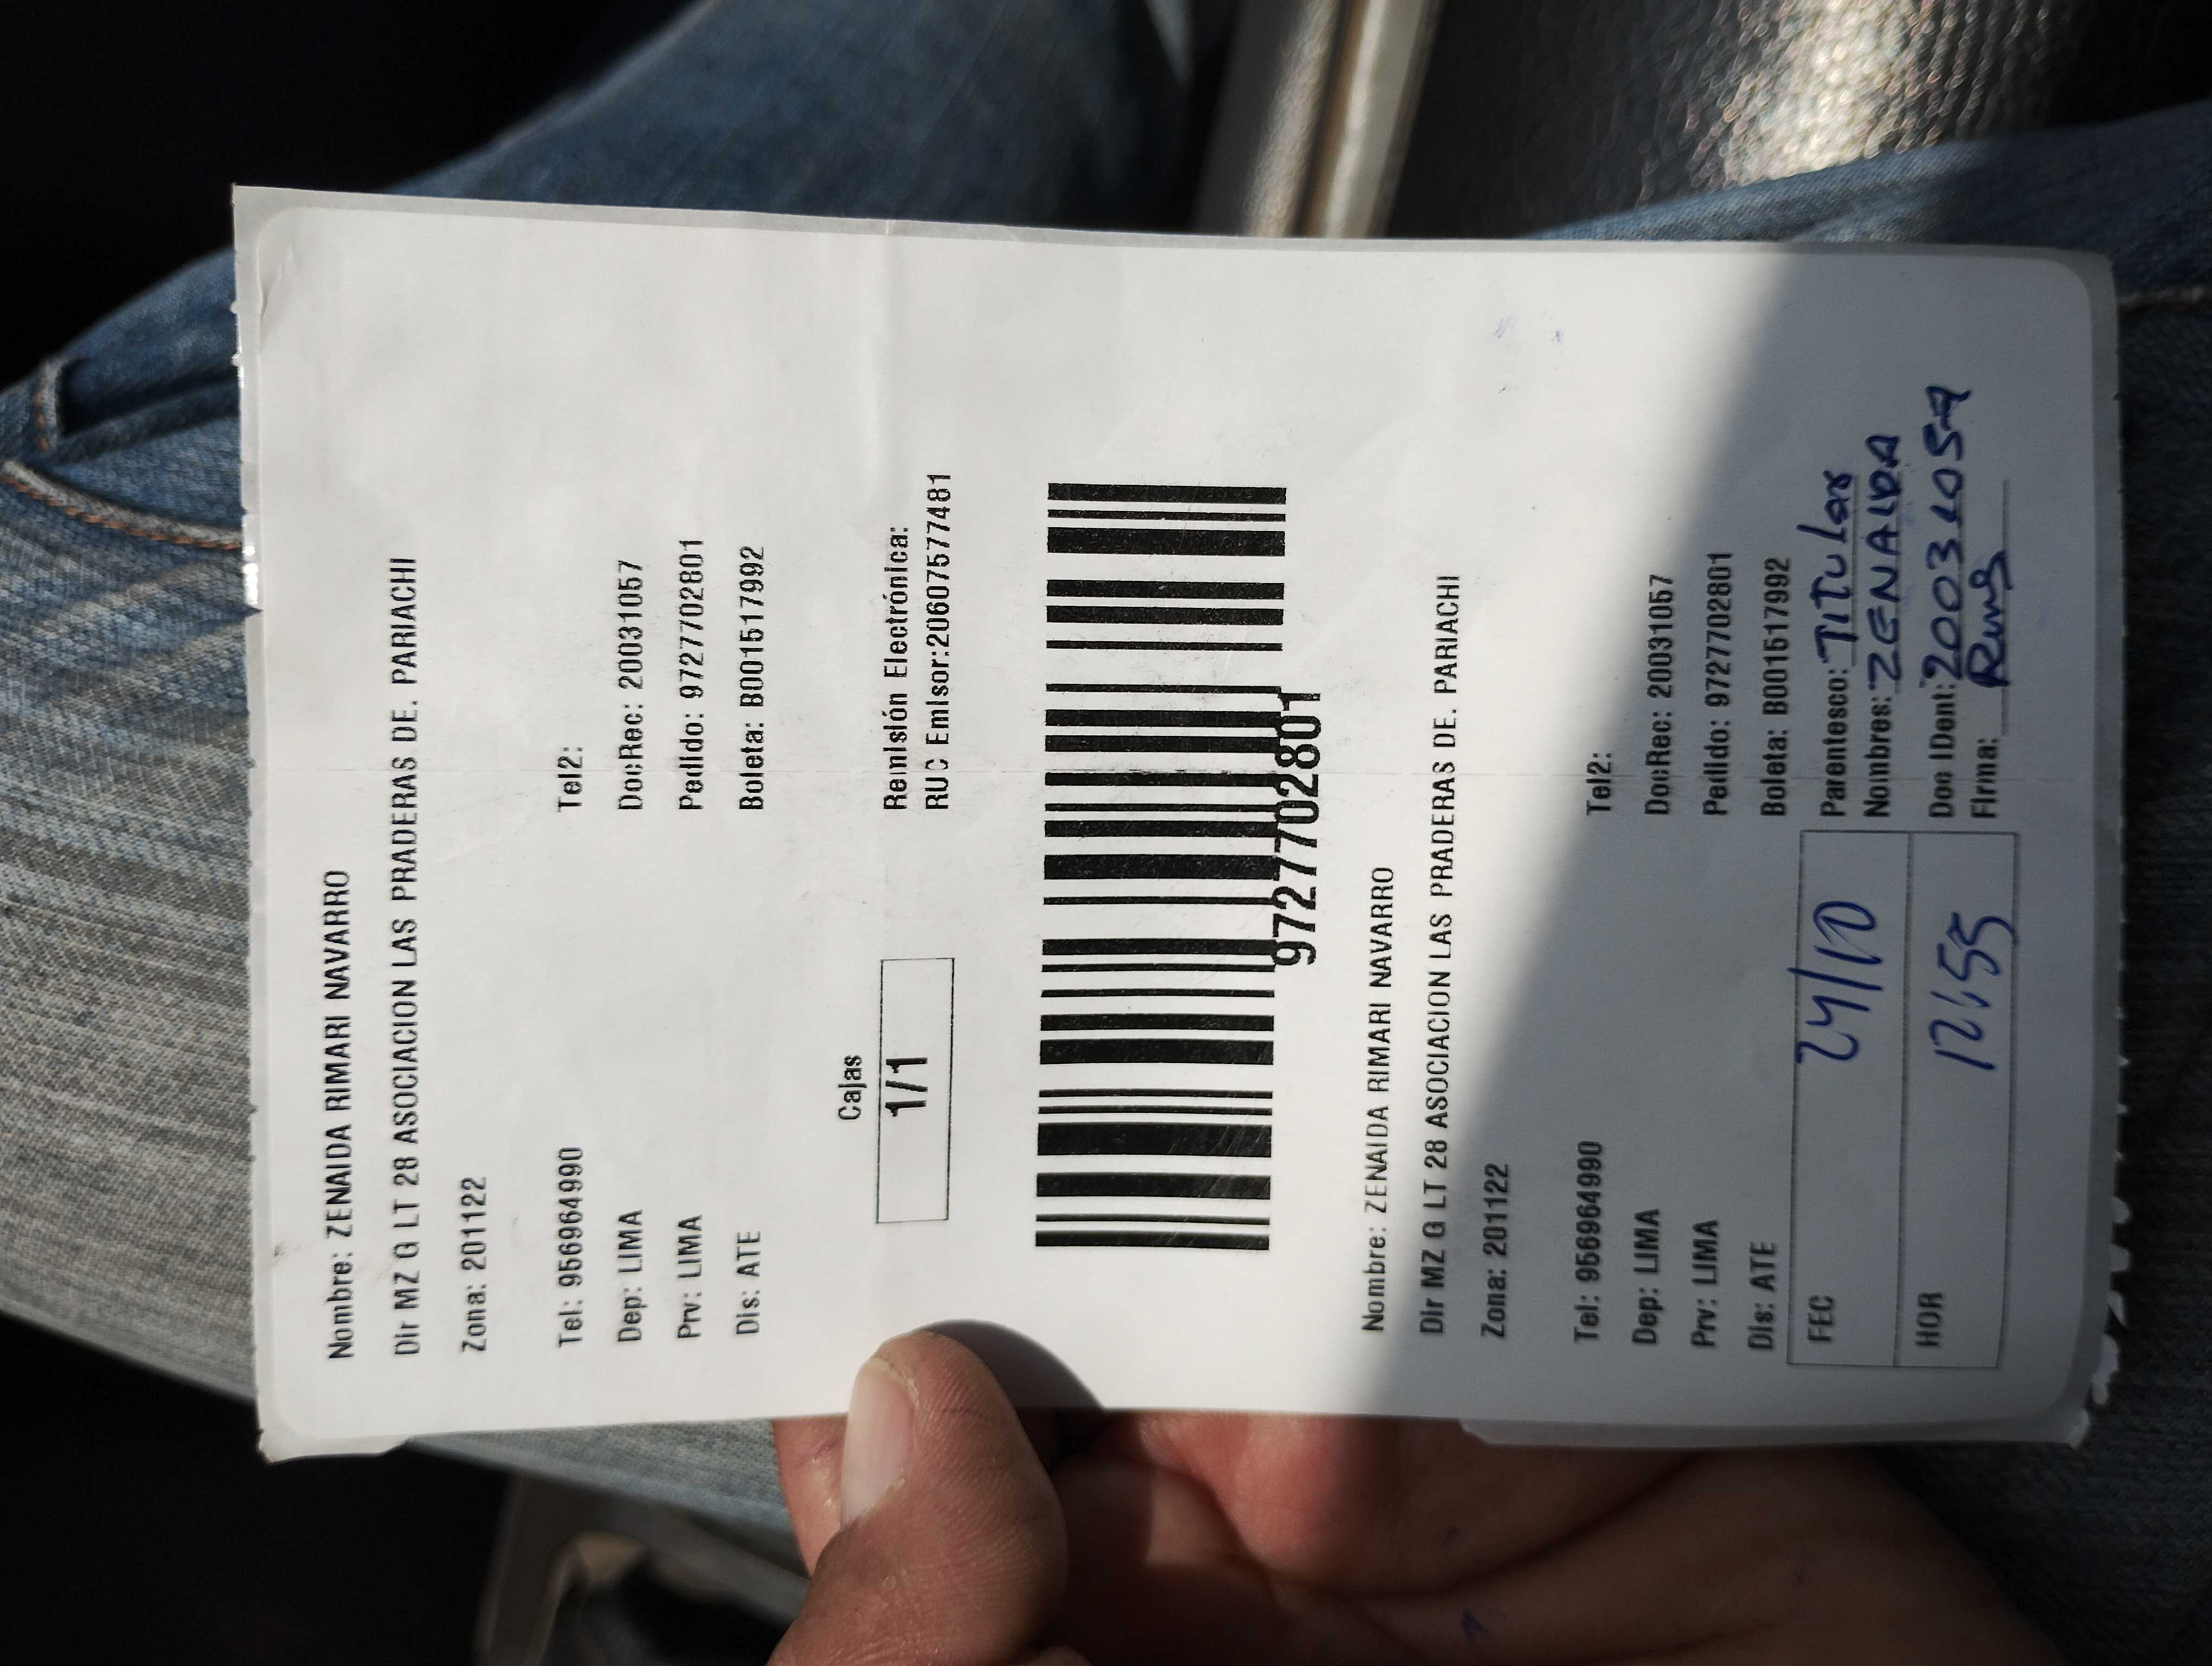 Nombre: ZENAIDA RIMARI NAVARRO
Dir MZ G LT 28 ASOCIACION LAS PRADERAS DE. PARIACHI
Zona: 201122
Tel: 956964990 Tel2:
Dep: LIMA DocRec: 20031057
Prv: LIMA Pedido: 97277702801
Dis: ATE Boleta: B001517992
Cajas
1/1
Remisión Electrónica:
RUC Emisor:20607577481
97277702801
Nombre: ZENAIDA RIMARI NAVARRO
Dir MZ G LT 28 ASOCIACION LAS PRADERAS DE. PARIACHI
Zona: 201122
Tel: 956964990 Tel2:
Dep: LIMA DocRec: 20031057
Prv: LIMA Pedido: 97277702801
Dis: ATE Boleta: B001517992
FEC 24/10 Parentesco: TITULAR
Nombres: ZENAIDA
HOR 12:55 Doc IDent: 20031057
Firma: